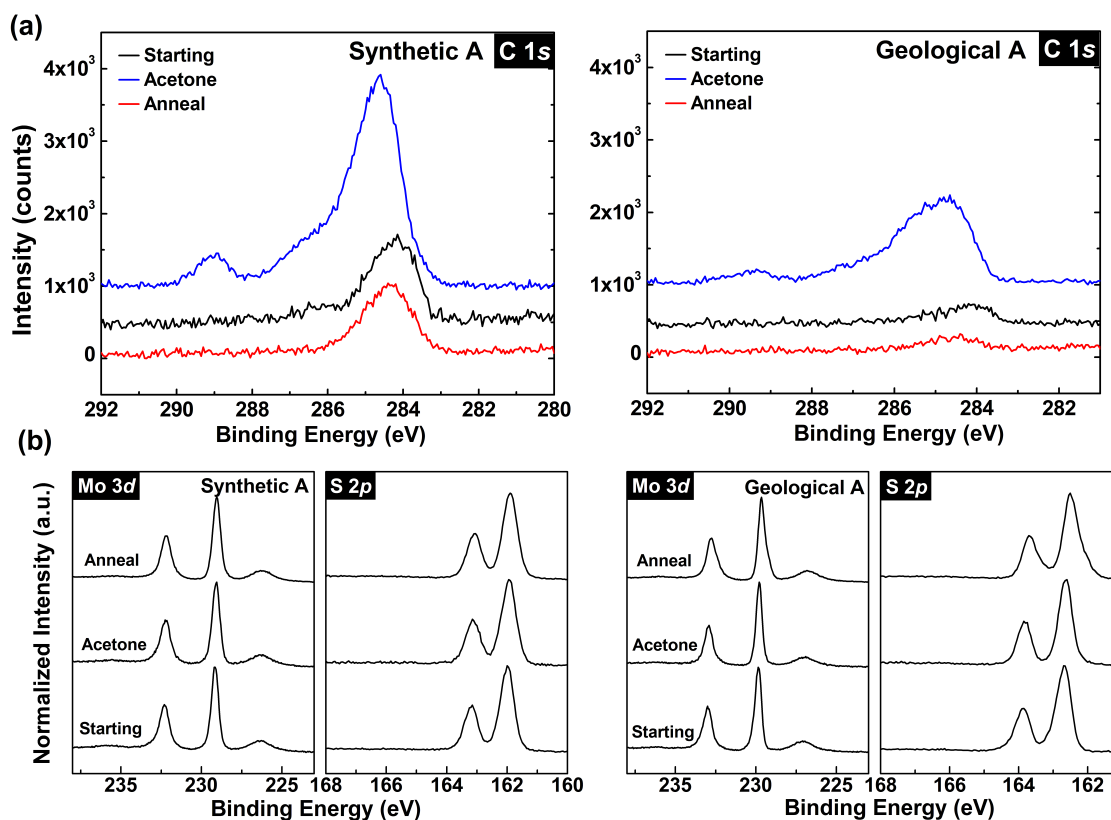 (a)
Synthetic A
C 1s
Starting
Acetone
Anneal
4x10³
3x10³
2x10³
1x10³
0
Intensity (counts)
292 290 288 286 284 282 280
Binding Energy (eV)
Geological A
C 1s
Starting
Acetone
Anneal
4x10³
3x10³
2x10³
1x10³
0
292 290 288 286 284 282
Binding Energy (eV)
(b)
Normalized Intensity (a.u.)
Mo 3d
Synthetic A
Anneal
Acetone
Starting
235 230 225
Binding Energy (eV)
S 2p
168 166 164 162 160
Mo 3d
Geological A
Anneal
Acetone
Starting
235 230 225
Binding Energy (eV)
S 2p
168 166 164 162